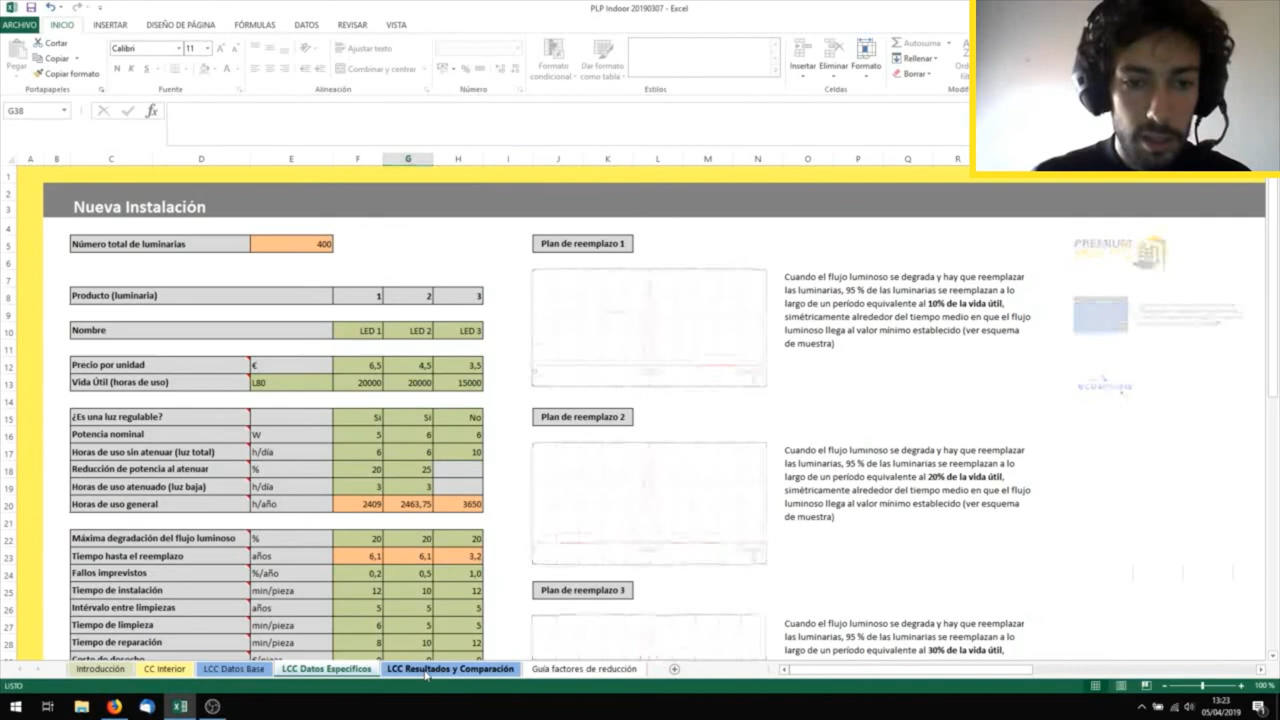 PLP Indoor 20190307 - Excel
ARCHIVO INICIO INSERTAR DISEÑO DE PÁGINA FÓRMULAS DATOS REVISAR VISTA
Pegar
Cortar
Copiar
Copiar formato
Portapapeles
Calibri 11
N
Fuente
Ajustar texto
Combinar y centrar
Alineación
Número
Formato condicional
Dar formato como tabla
Estilos
Insertar Eliminar Formato
Celdas
Autosuma
Rellenar
Borrar
G38
A B C D E F G H I J K L M N O P Q R
Nueva Instalación
Número total de luminarias 400
Producto (luminaria) 1 2 3
Nombre LED 1 LED 2 LED 3
Precio por unidad € 6,5 4,5 3,5
Vida Útil (horas de uso) L80 20000 20000 15000
¿Es una luz regulable? Sí Sí No
Potencia nominal W 5 6 6
Horas de uso sin atenuar (luz total) h/día 6 6 10
Reducción de potencia al atenuar % 20 25
Horas de uso atenuado (luz baja) h/día 3 3
Horas de uso general h/año 2409 2463,75 3650
Máxima degradación del flujo luminoso % 20 20 20
Tiempo hasta el reemplazo años 6,1 6,1 3,2
Fallos imprevistos %/año 0,2 0,5 1,0
Tiempo de instalación min/pieza 12 10 12
Intérvalo entre limpiezas años 5 5 5
Tiempo de limpieza min/pieza 6 5 5
Tiempo de reparación min/pieza 8 10 12
Plan de reemplazo 1
Cuando el flujo luminoso se degrada y hay que reemplazar
las luminarias, 95 % de las luminarias se reemplazan a lo
largo de un período equivalente al 10% de la vida útil,
simétricamente alrededor del tiempo medio en que el flujo
luminoso llega al valor mínimo establecido (ver esquema
de muestra)
PREMIUM
Plan de reemplazo 2
Cuando el flujo luminoso se degrada y hay que reemplazar
las luminarias, 95 % de las luminarias se reemplazan a lo
largo de un período equivalente al 20% de la vida útil,
simétricamente alrededor del tiempo medio en que el flujo
luminoso llega al valor mínimo establecido (ver esquema
de muestra)
Plan de reemplazo 3
Cuando el flujo luminoso se degrada y hay que reemplazar
las luminarias, 95 % de las luminarias se reemplazan a lo
largo de un período equivalente al 30% de la vida útil,
Introducción CC Interior LCC Datos Base LCC Datos Específicos LCC Resultados y Comparación Guía factores de reducción
LISTO
100 %
13:23
05/04/2019